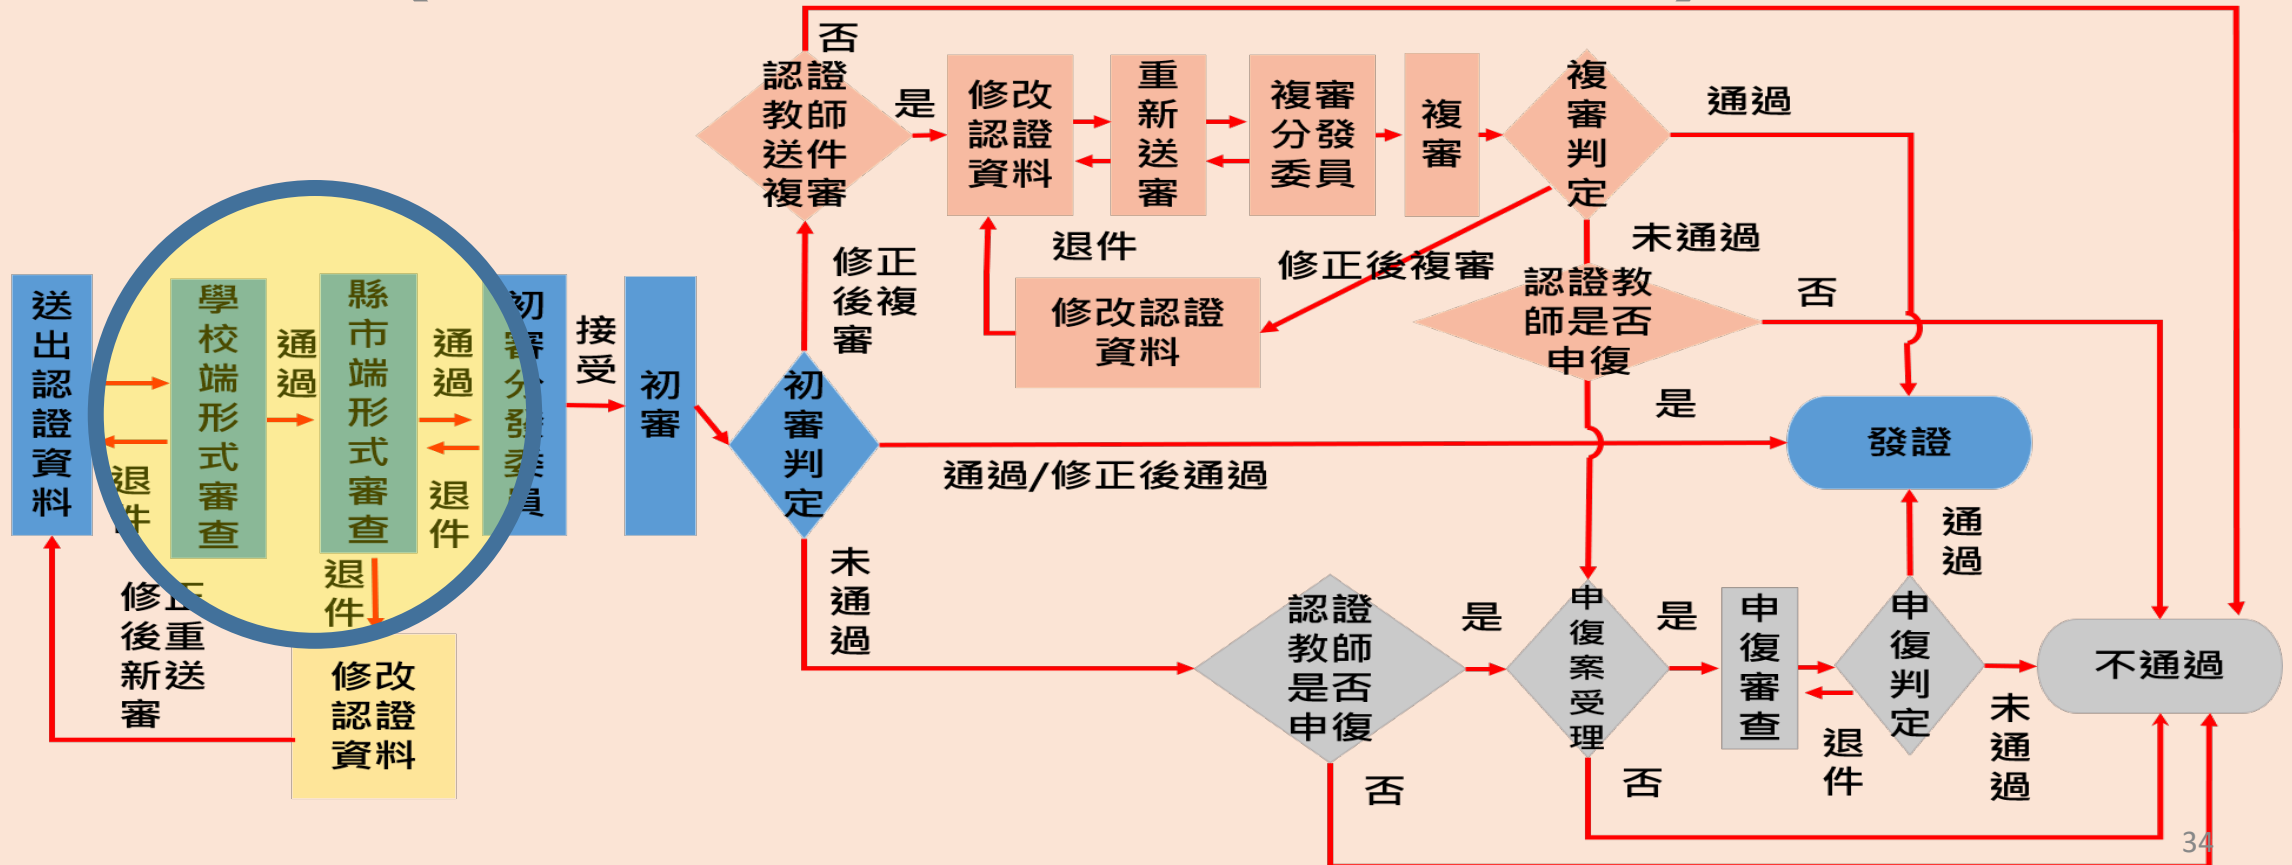 否
認證
教師
送件
複審
是
修改
認證
資料
重
新
送
審
複審
分發
委員
複
審
複
審
判
定
通過
退件
修正後複審
未通過
修改認證
資料
認證教
師是否
申復
否
是
修正
後複
審
送
出
認
證
資
料
退
件
學
校
端
形
式
審
查
通
過
縣
市
端
形
式
審
查
通
過
退
件
初
審
分
發
委
員
接
受
初
審
初
審
判
定
通過/修正後通過
發證
退
件
修正
後重
新送
審
修改
認證
資料
未
通
過
認證
教師
是否
申復
是
否
申
復
案
受
理
是
否
申
復
審
查
申
復
判
定
通
過
退
件
未
通
過
不通過
34